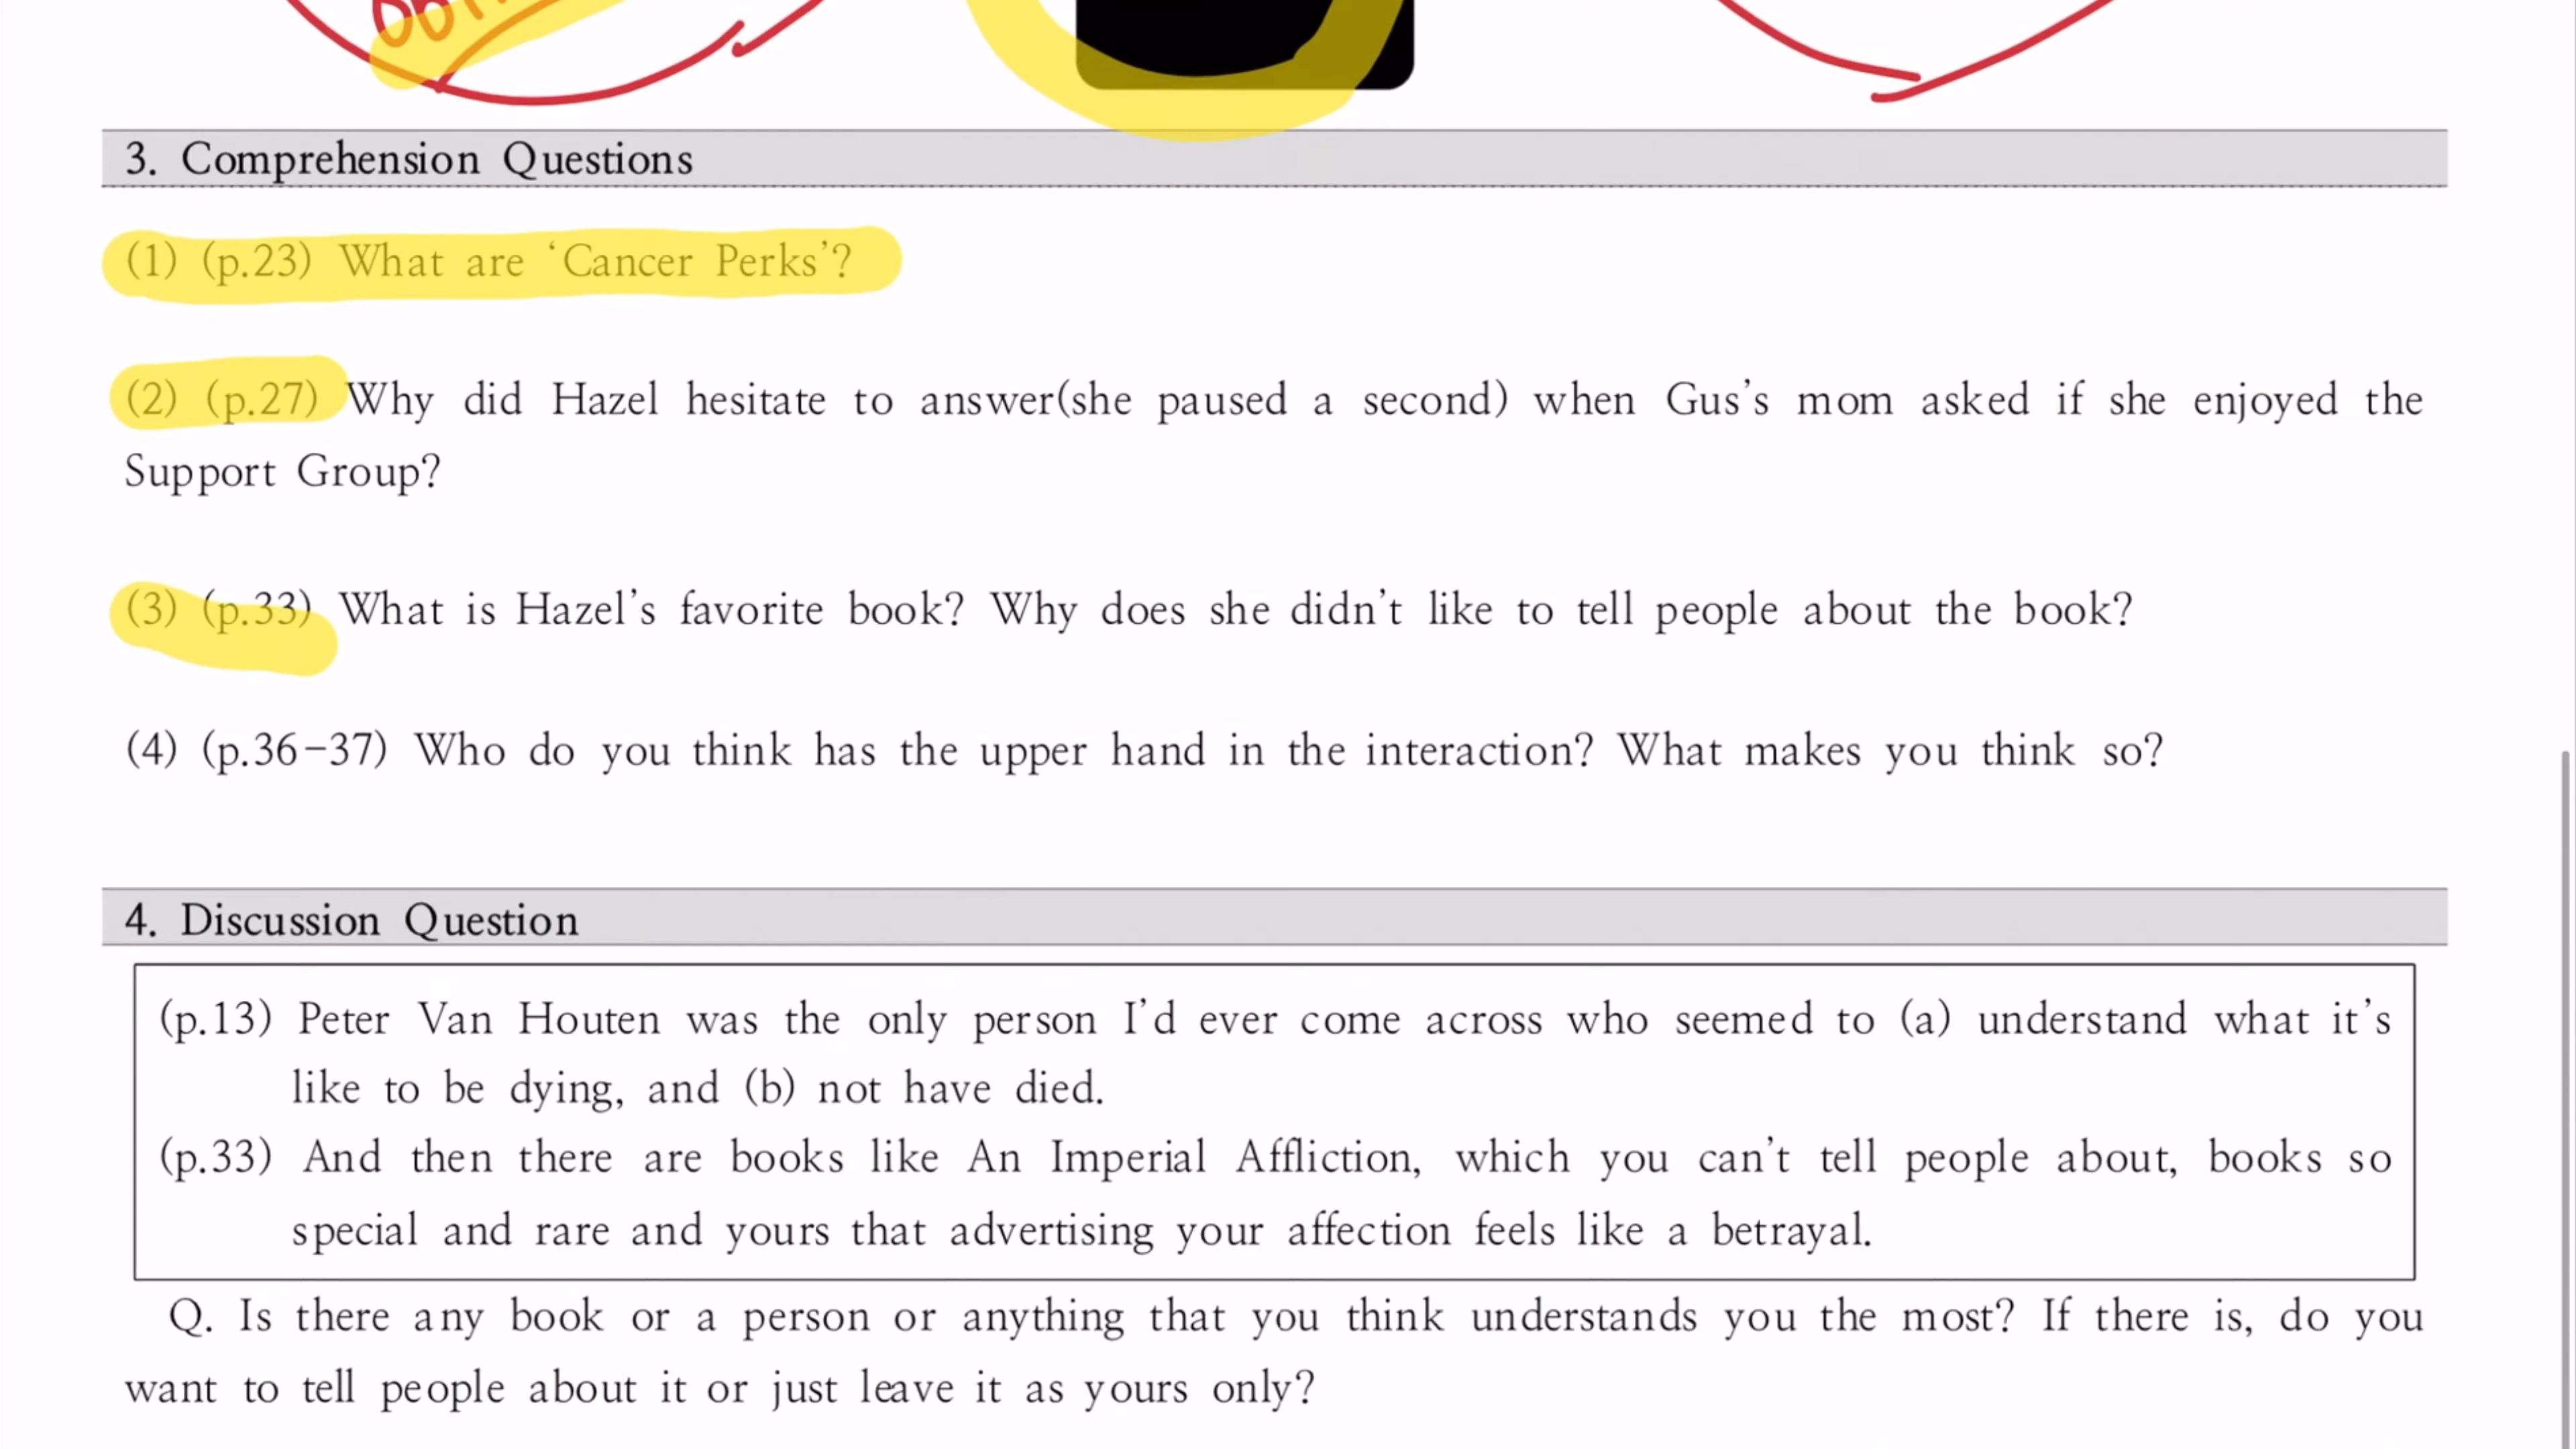 3. Comprehension Questions
(1) (p.23) What are ‘Cancer Perks’?
(2) (p.27) Why did Hazel hesitate to answer(she paused a second) when Gus’s mom asked if she enjoyed the
Support Group?
(3) (p.33) What is Hazel’s favorite book? Why does she didn’t like to tell people about the book?
(4) (p.36-37) Who do you think has the upper hand in the interaction? What makes you think so?
4. Discussion Question
(p.13) Peter Van Houten was the only person I’d ever come across who seemed to (a) understand what it’s
like to be dying, and (b) not have died.
(p.33) And then there are books like An Imperial Affliction, which you can’t tell people about, books so
special and rare and yours that advertising your affection feels like a betrayal.
Q. Is there any book or a person or anything that you think understands you the most? If there is, do you
want to tell people about it or just leave it as yours only?